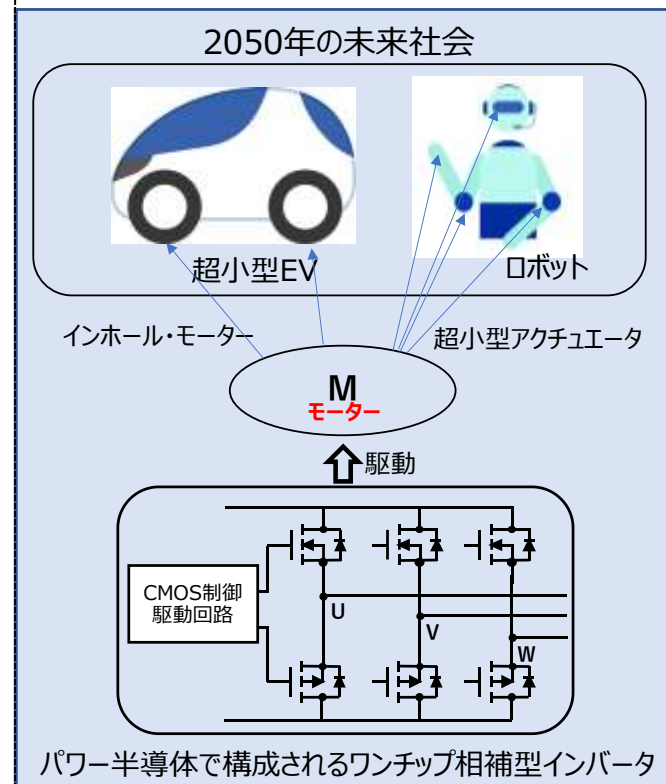 2050年の未来社会
超小型EV
ロボット
インホール・モーター
超小型アクチュエータ
M
モーター
駆動
CMOS制御
駆動回路
U
V
W
パワー半導体で構成されるワンチップ相補型インバータ